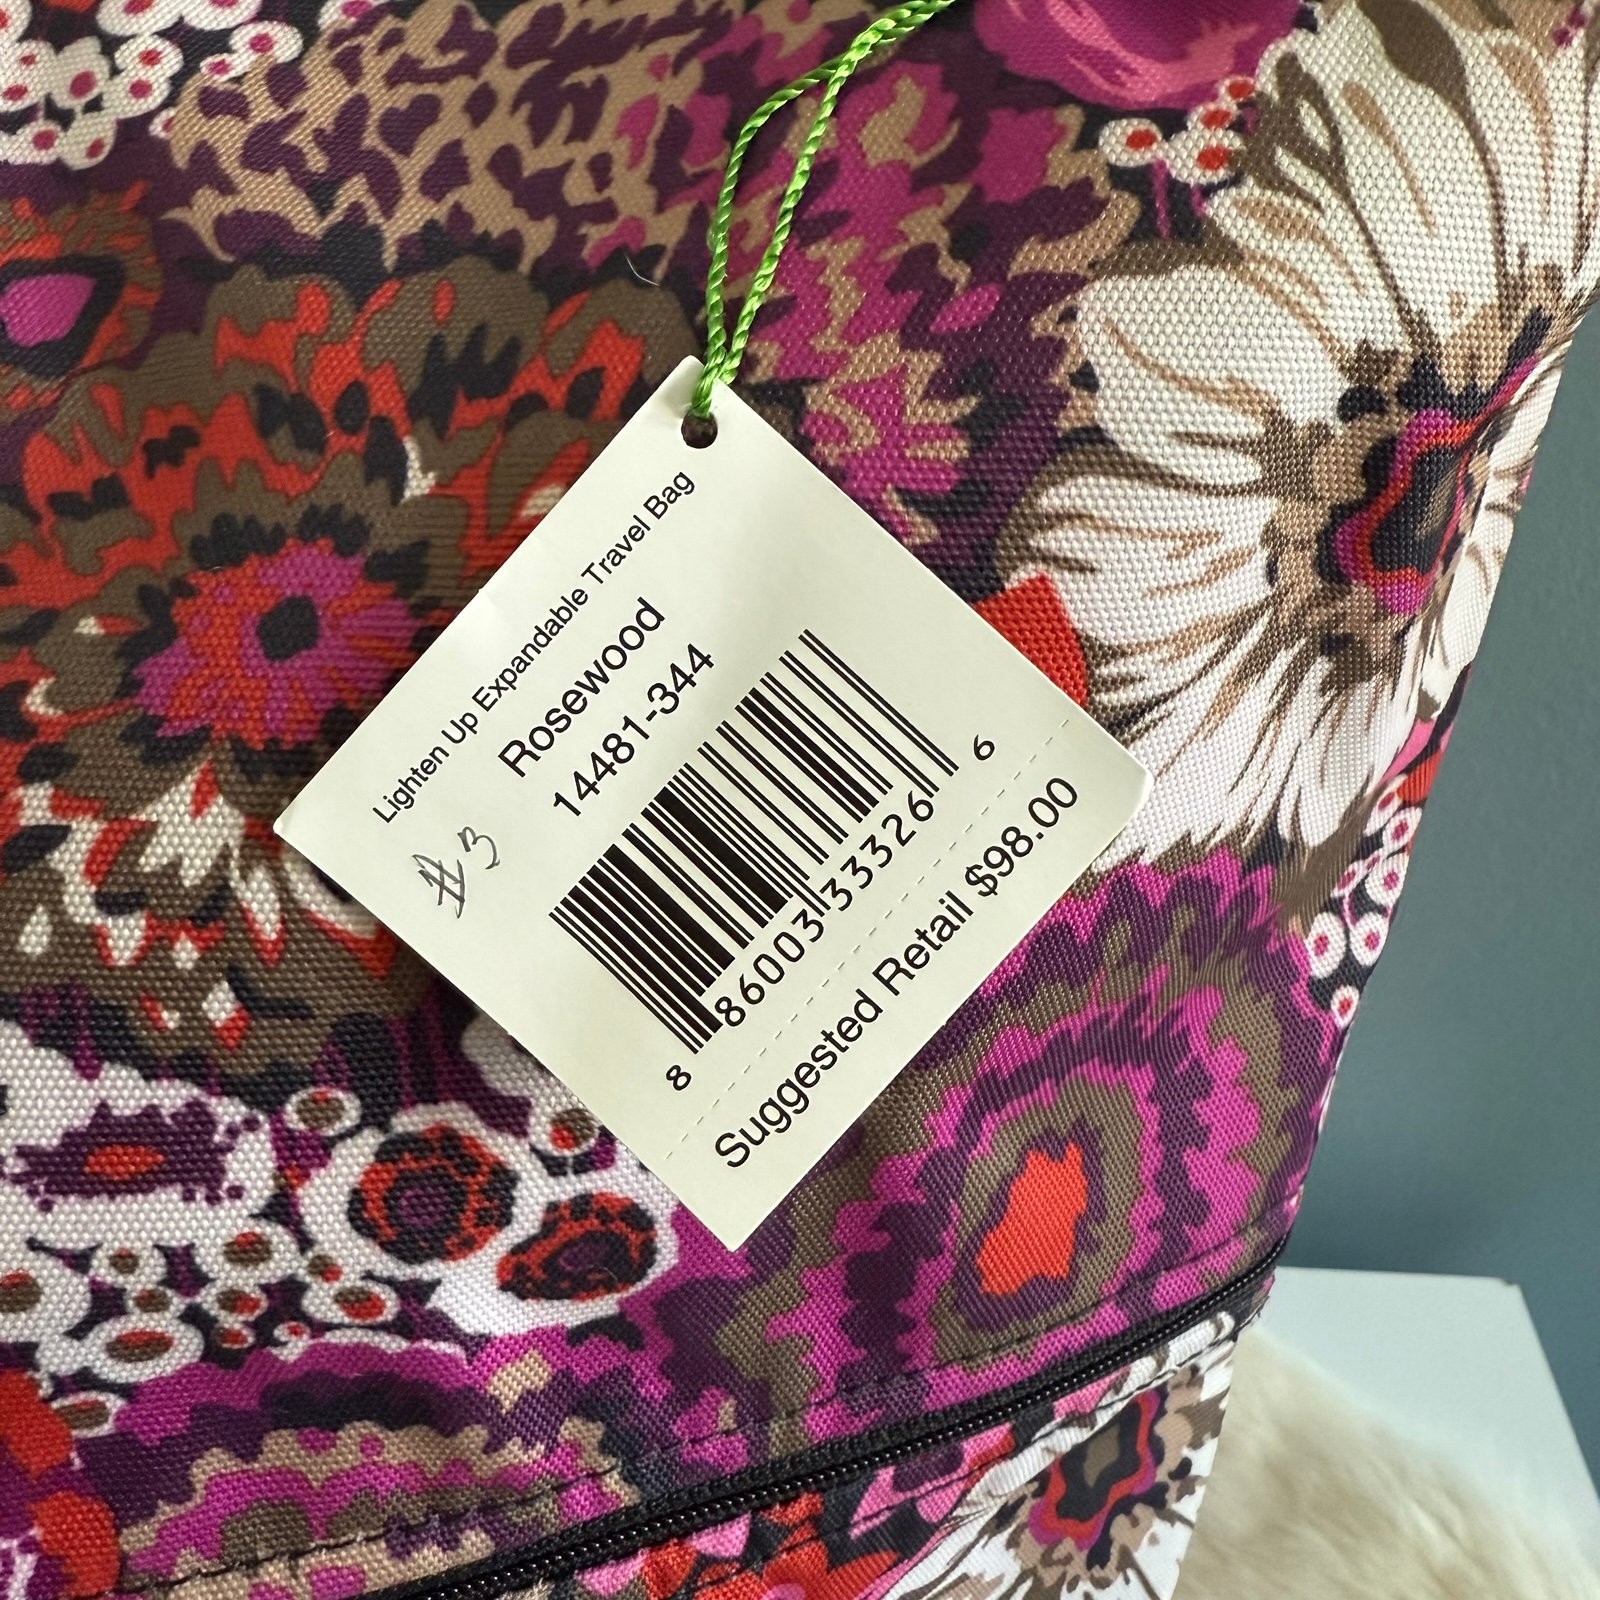 Lighten Up Expandable Travel Bag
Rosewood
14481-344
#3
8 86003 33326 6
Suggested Retail $98.00